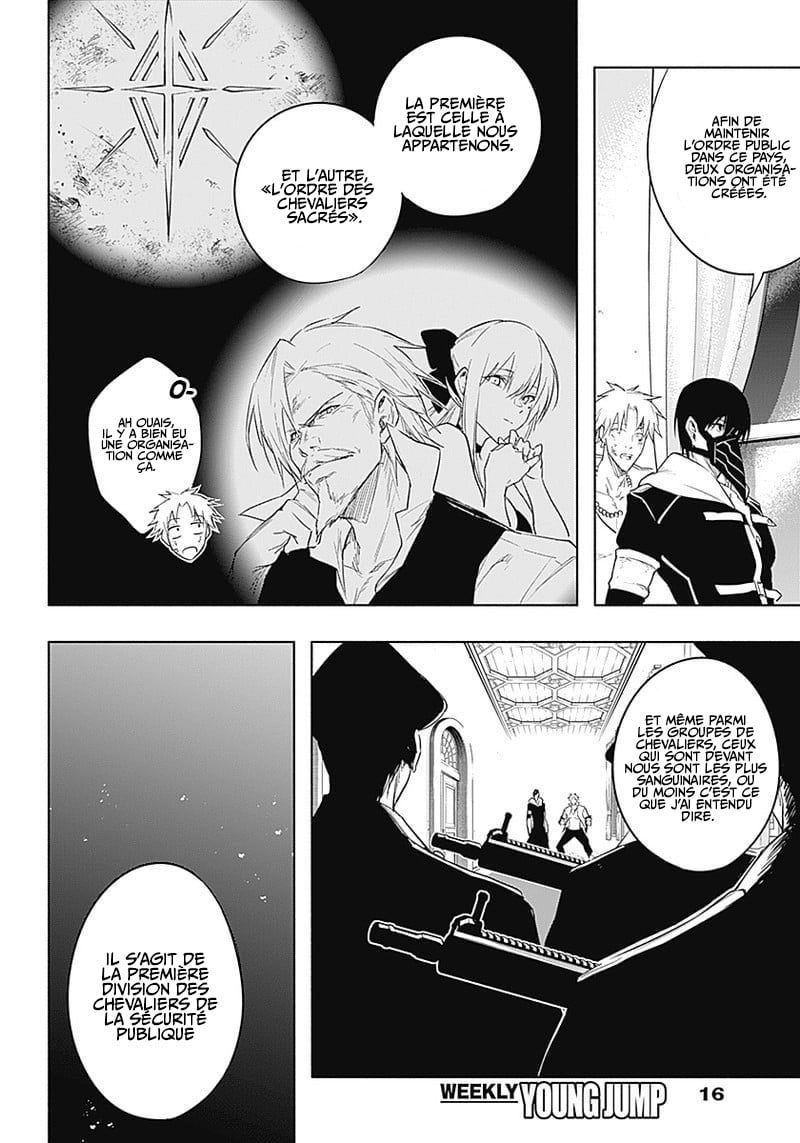 AFIN DE
MAINTENIR
L'ORDRE PUBLIC
DANS CE PAYS,
DEUX ORGANISA-
TIONS ONT ÉTÉ
CRÉÉES.
LA PREMIÈRE
EST CELLE À
LAQUELLE NOUS
APPARTENONS.
ET L'AUTRE,
«L'ORDRE DES
CHEVALIERS
SACRÉS».
O-
AH OUAIS,
IL Y A BIEN EU
UNE ORGANISA-
TION COMME
ÇA.
ET MÊME PARMI
LES GROUPES DE
CHEVALIERS, CEUX
QUI SONT DEVANT
NOUS SONT LES PLUS
SANGUINAIRES, OU
DU MOINS C'EST CE
QUE J'AI ENTENDU
DIRE.
IL S'AGIT DE
LA PREMIÈRE
DIVISION DES
CHEVALIERS DE
LA SÉCURITÉ
PUBLIQUE
WEEKLY YOUNG JUMP 16